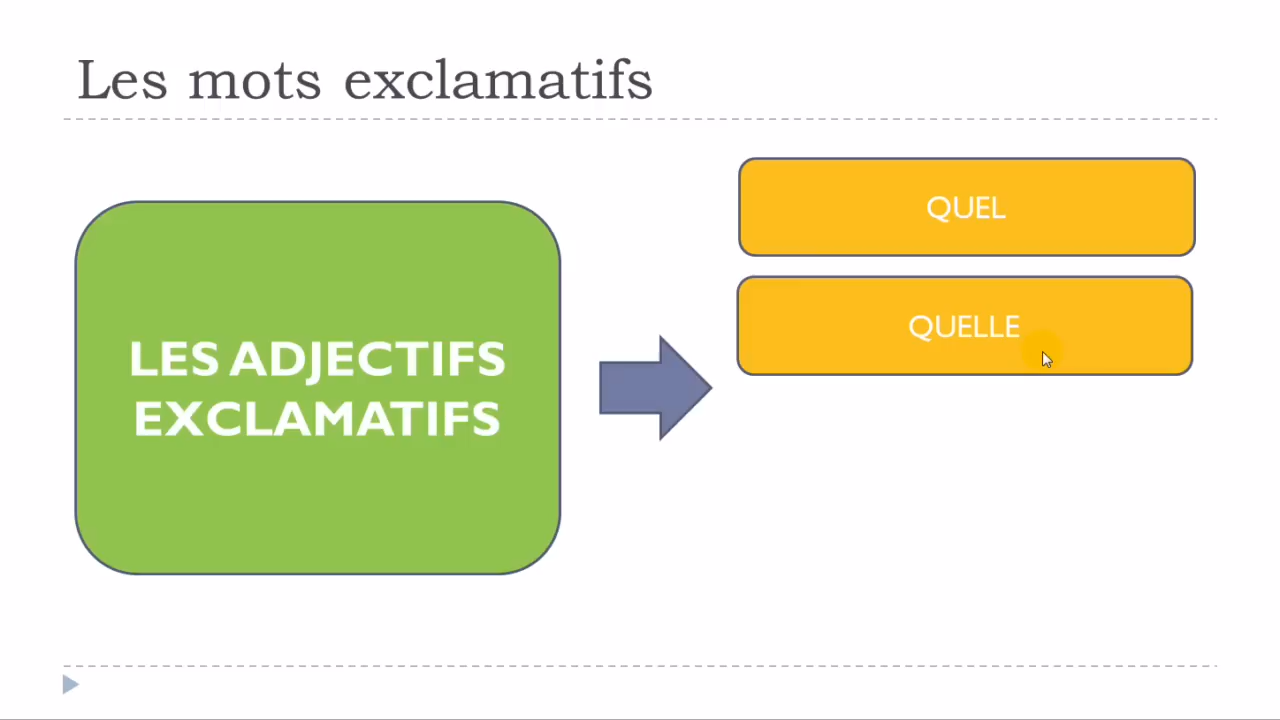 Les mots exclamatifs
LES ADJECTIFS
EXCLAMATIFS
QUEL
QUELLE